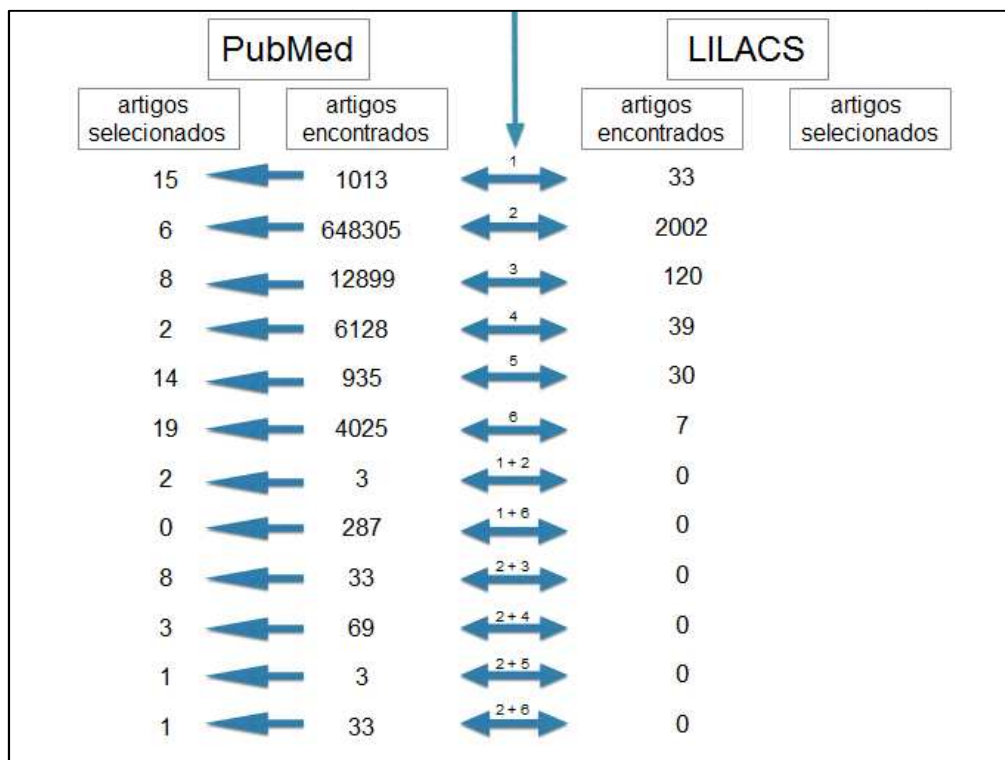 PubMed LILACS
artigos selecionados artigos encontrados artigos encontrados artigos selecionados
15 1013 1 33
6 648305 2 2002
8 12899 3 120
2 6128 4 39
14 935 5 30
19 4025 6 7
2 3 1 + 2 0
0 287 1 + 6 0
8 33 2 + 3 0
3 69 2 + 4 0
1 3 2 + 5 0
1 33 2 + 6 0